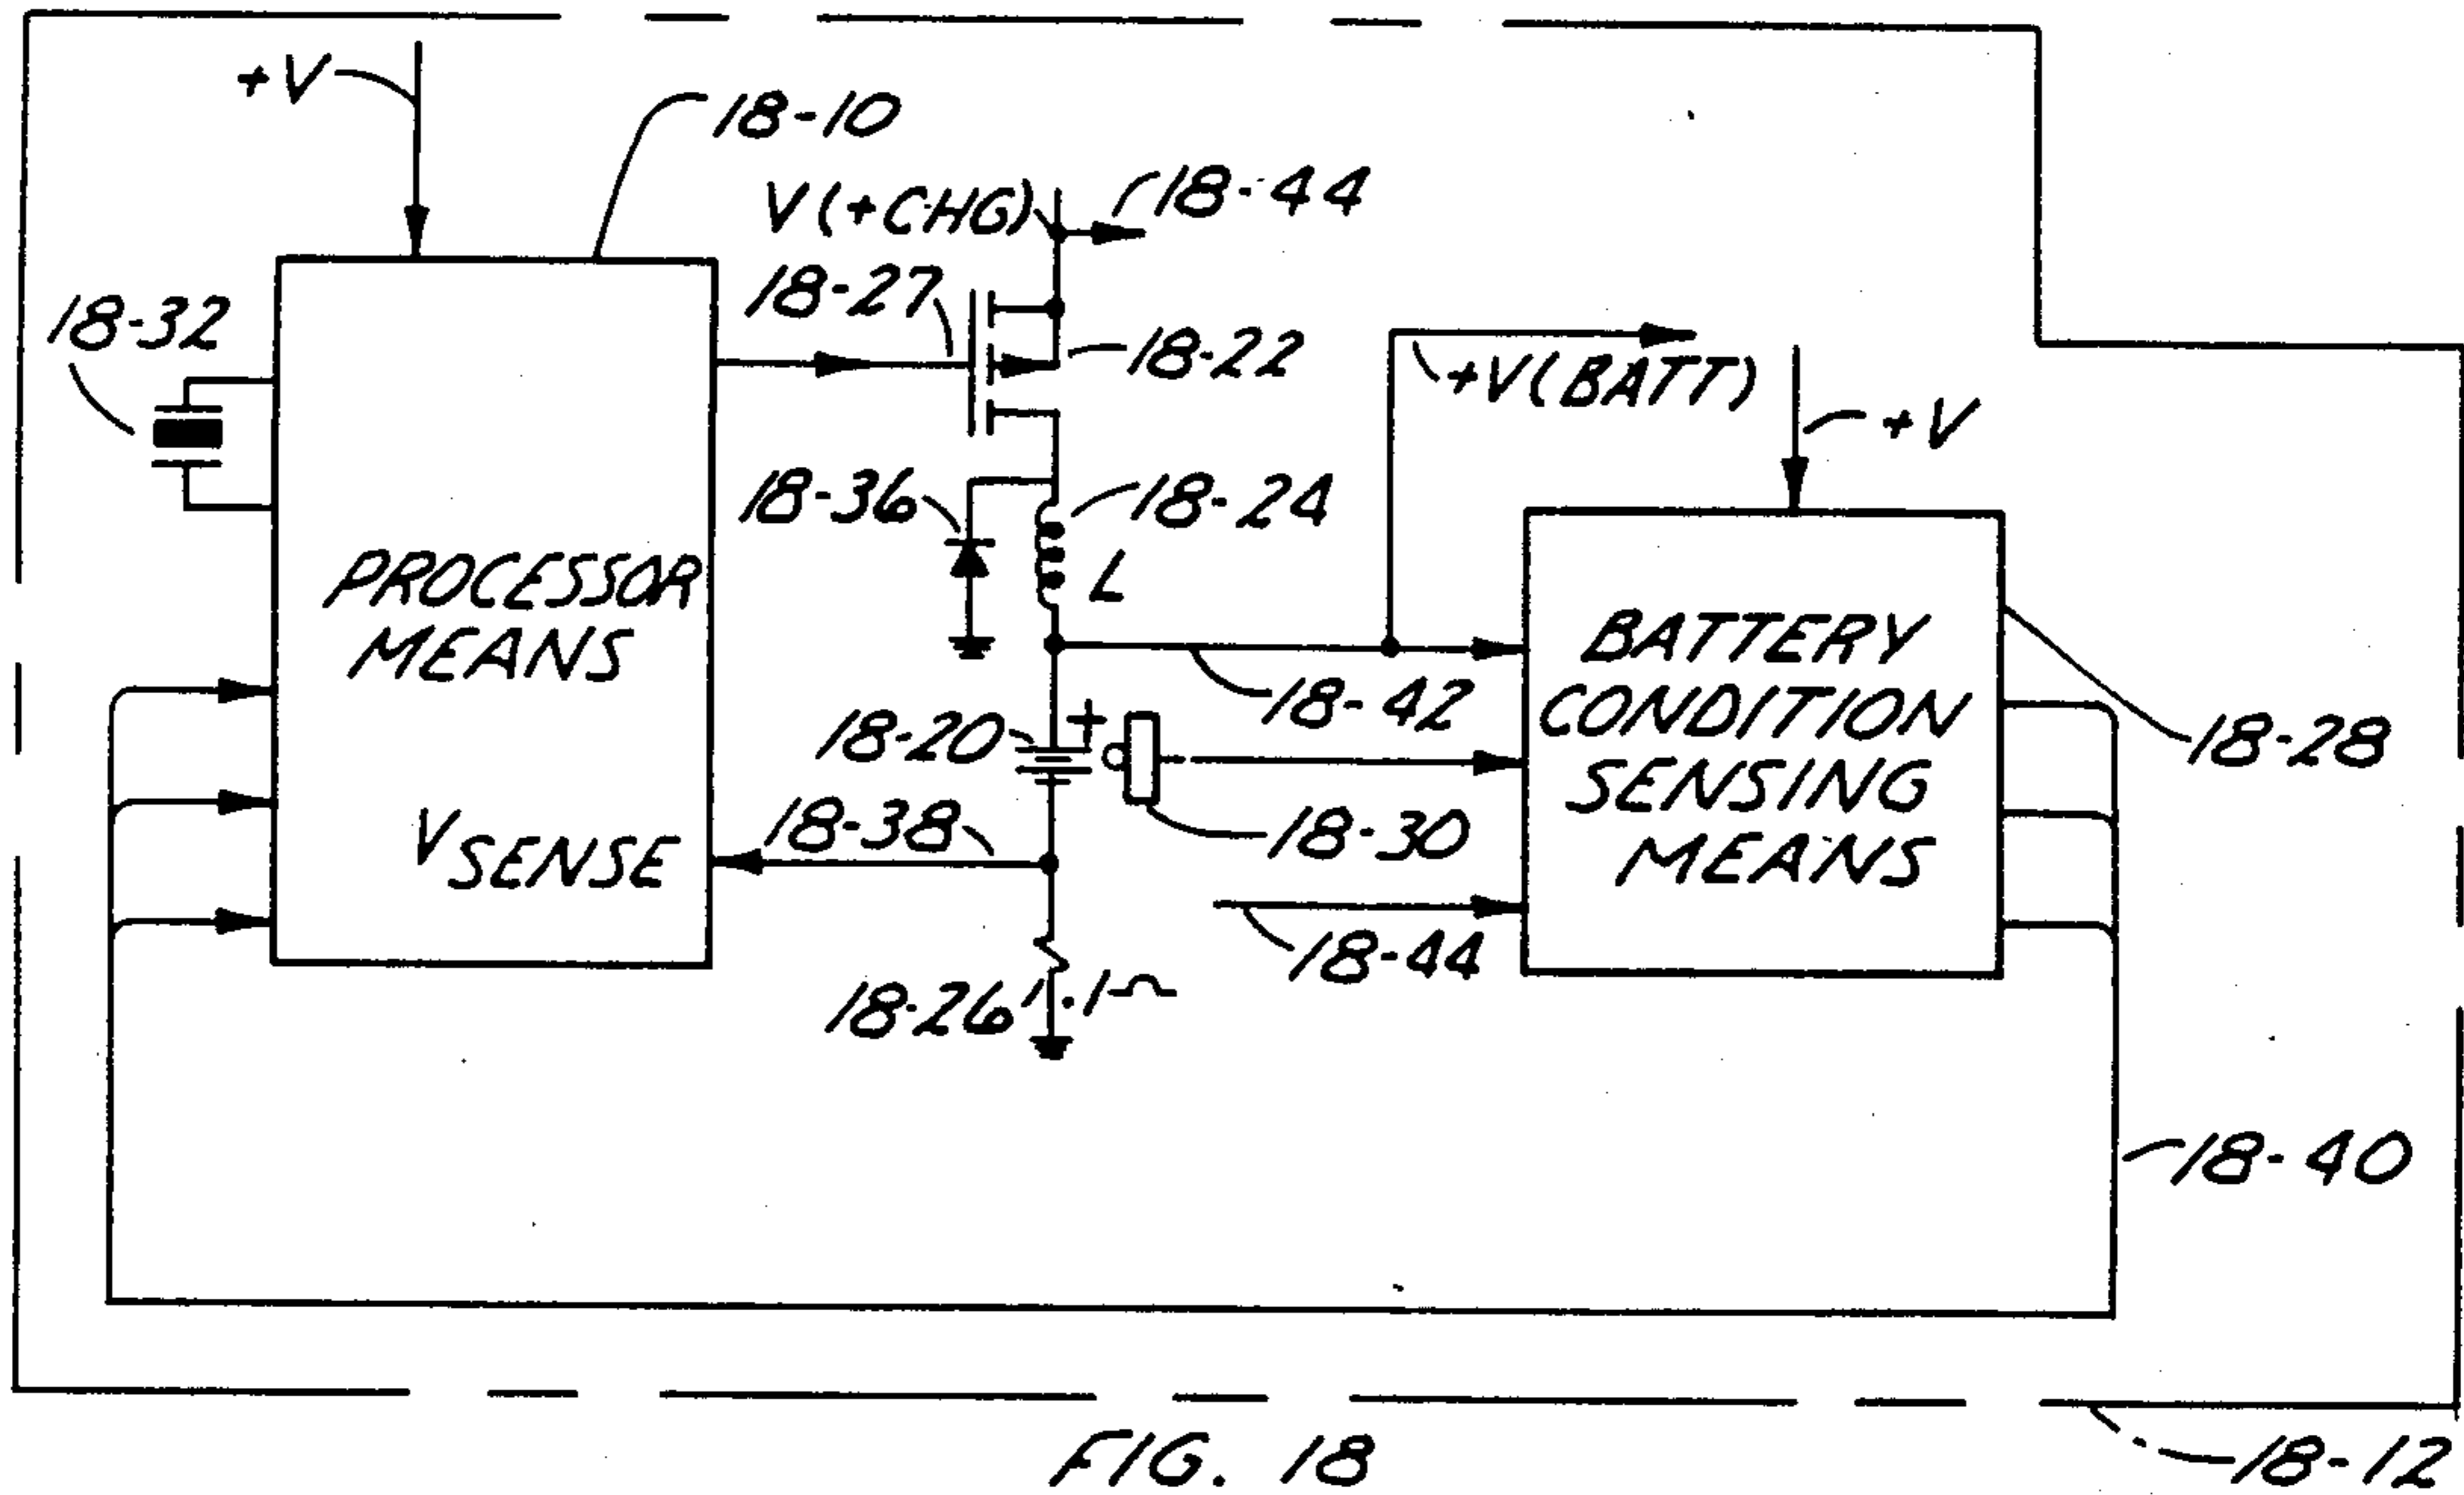 +V
18-10
V(+CHG)
18-44
18-27
18-32
18-22
+V(BATT)
+V
18-36
18-24
L
PROCESSOR
MEANS
BATTERY
CONDITION
SENSING
MEANS
18-42
18-20
+
18-28
18-38
18-30
VSENSE
18-44
18-26
.1Ω
18-40
18-12
FIG. 18